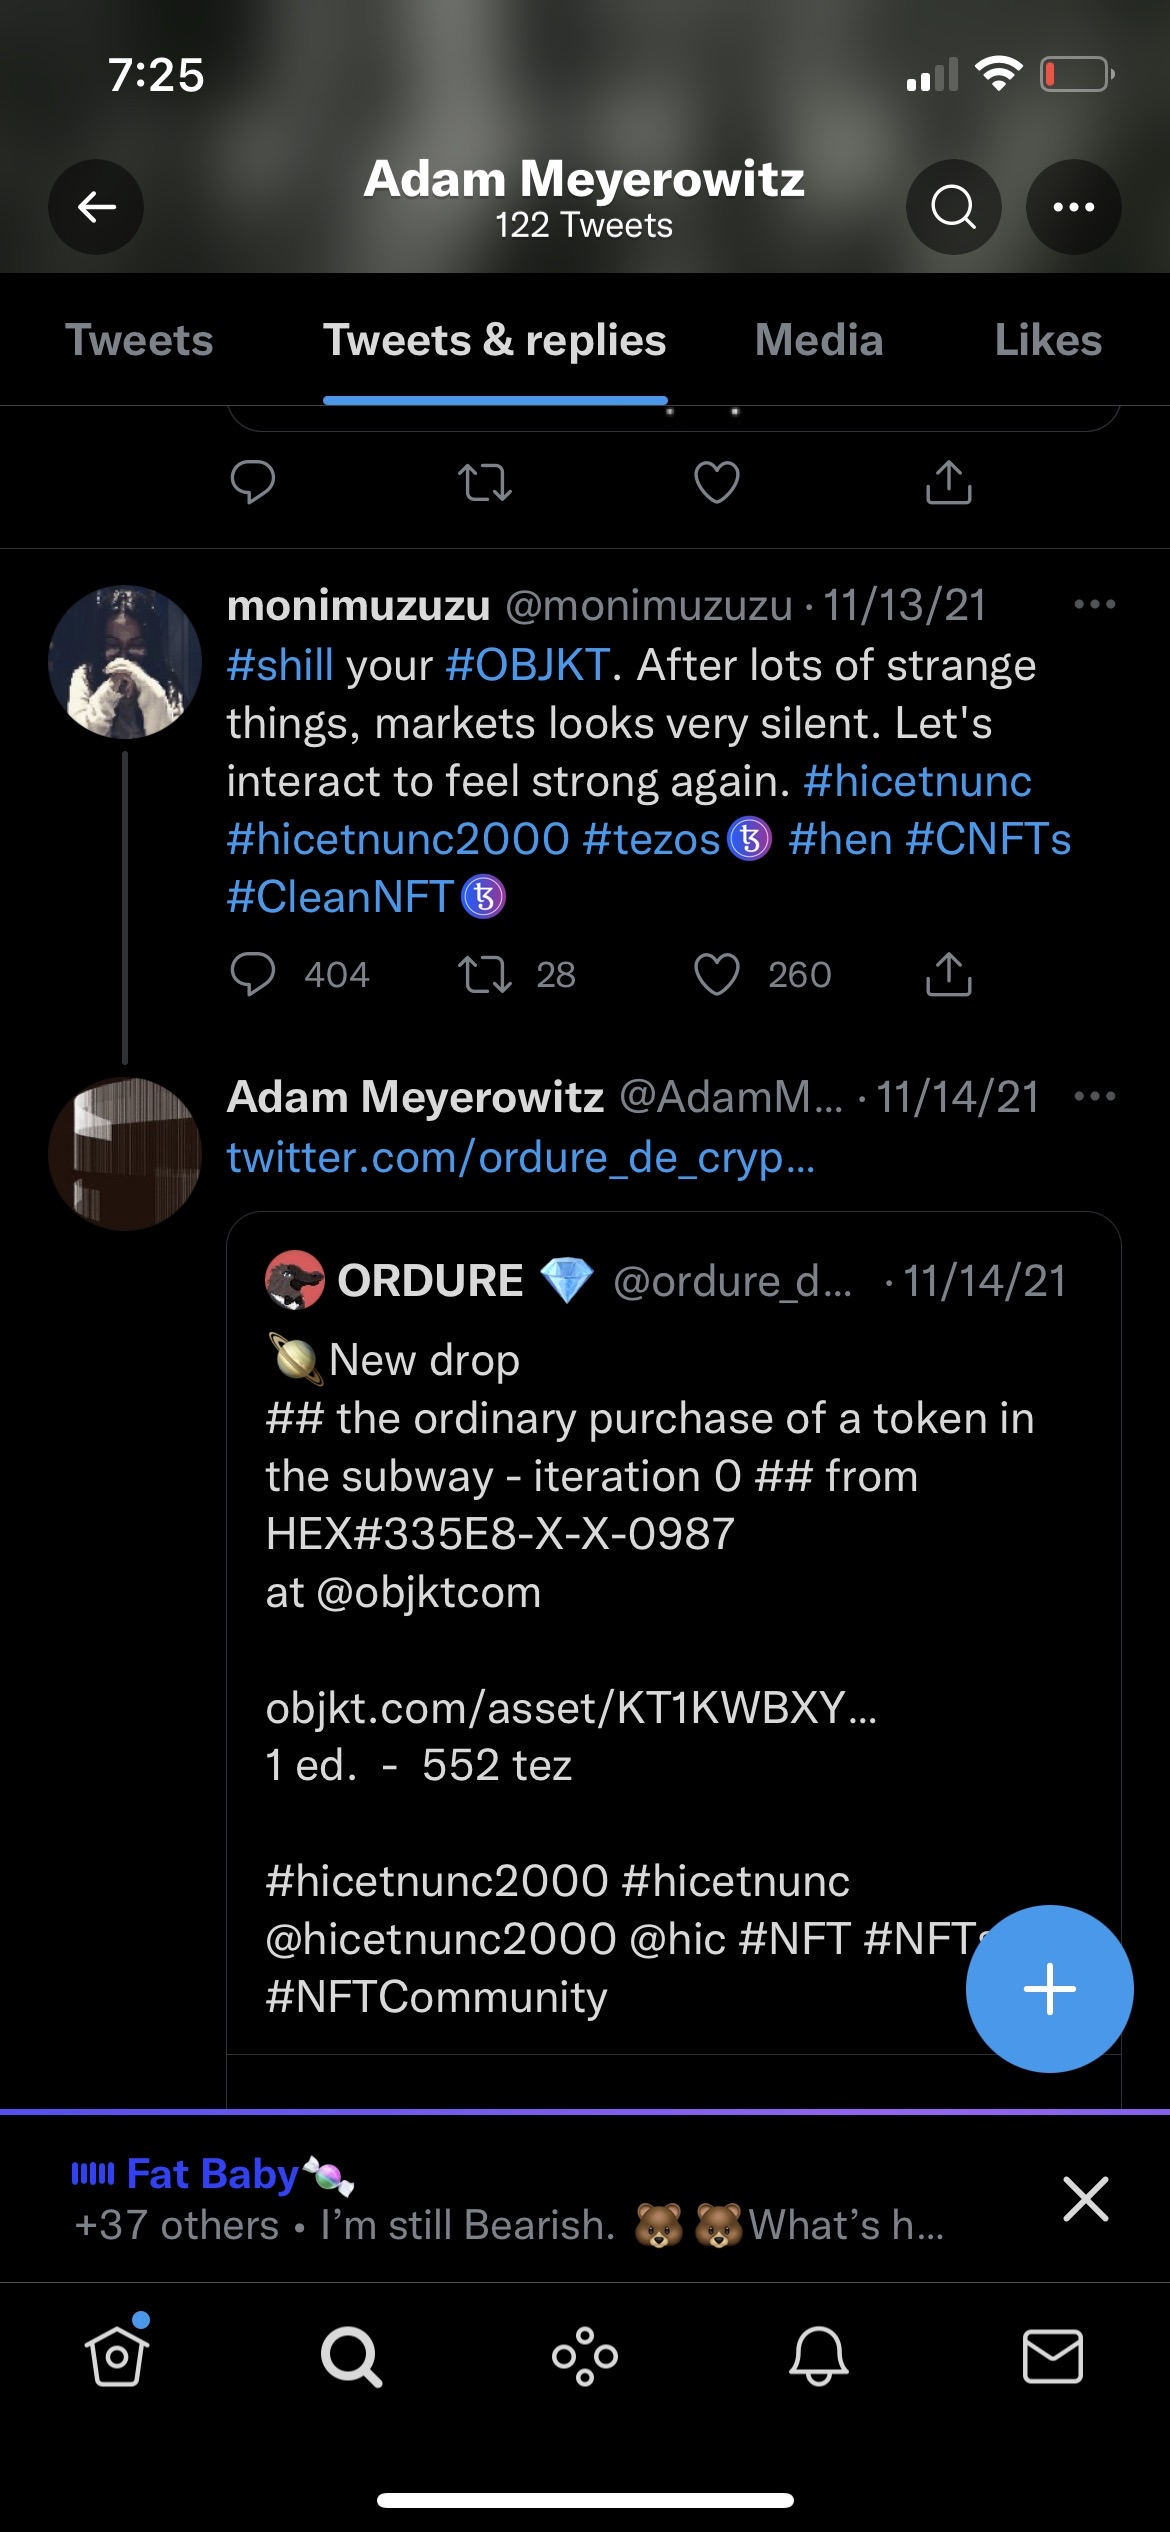 7:25
Adam Meyerowitz
122 Tweets
Tweets Tweets & replies Media Likes
monimuzuzu @monimuzuzu · 11/13/21
#shill your #OBJKT. After lots of strange
things, markets looks very silent. Let's
interact to feel strong again. #hicetnunc
#hicetnunc2000 #tezos #hen #CNFTs
#CleanNFT
404 28 260
Adam Meyerowitz @AdamM... · 11/14/21
twitter.com/ordure_de_cryp...
ORDURE 💎 @ordure_d... · 11/14/21
🪐New drop
## the ordinary purchase of a token in
the subway - iteration 0 ## from
HEX#335E8-X-X-0987
at @objktcom
objkt.com/asset/KT1KWBXY...
1 ed. - 552 tez
#hicetnunc2000 #hicetnunc
@hicetnunc2000 @hic #NFT #NFTs
#NFTCommunity
Fat Baby🍬
+37 others • I’m still Bearish. 🐻🐻What’s h...